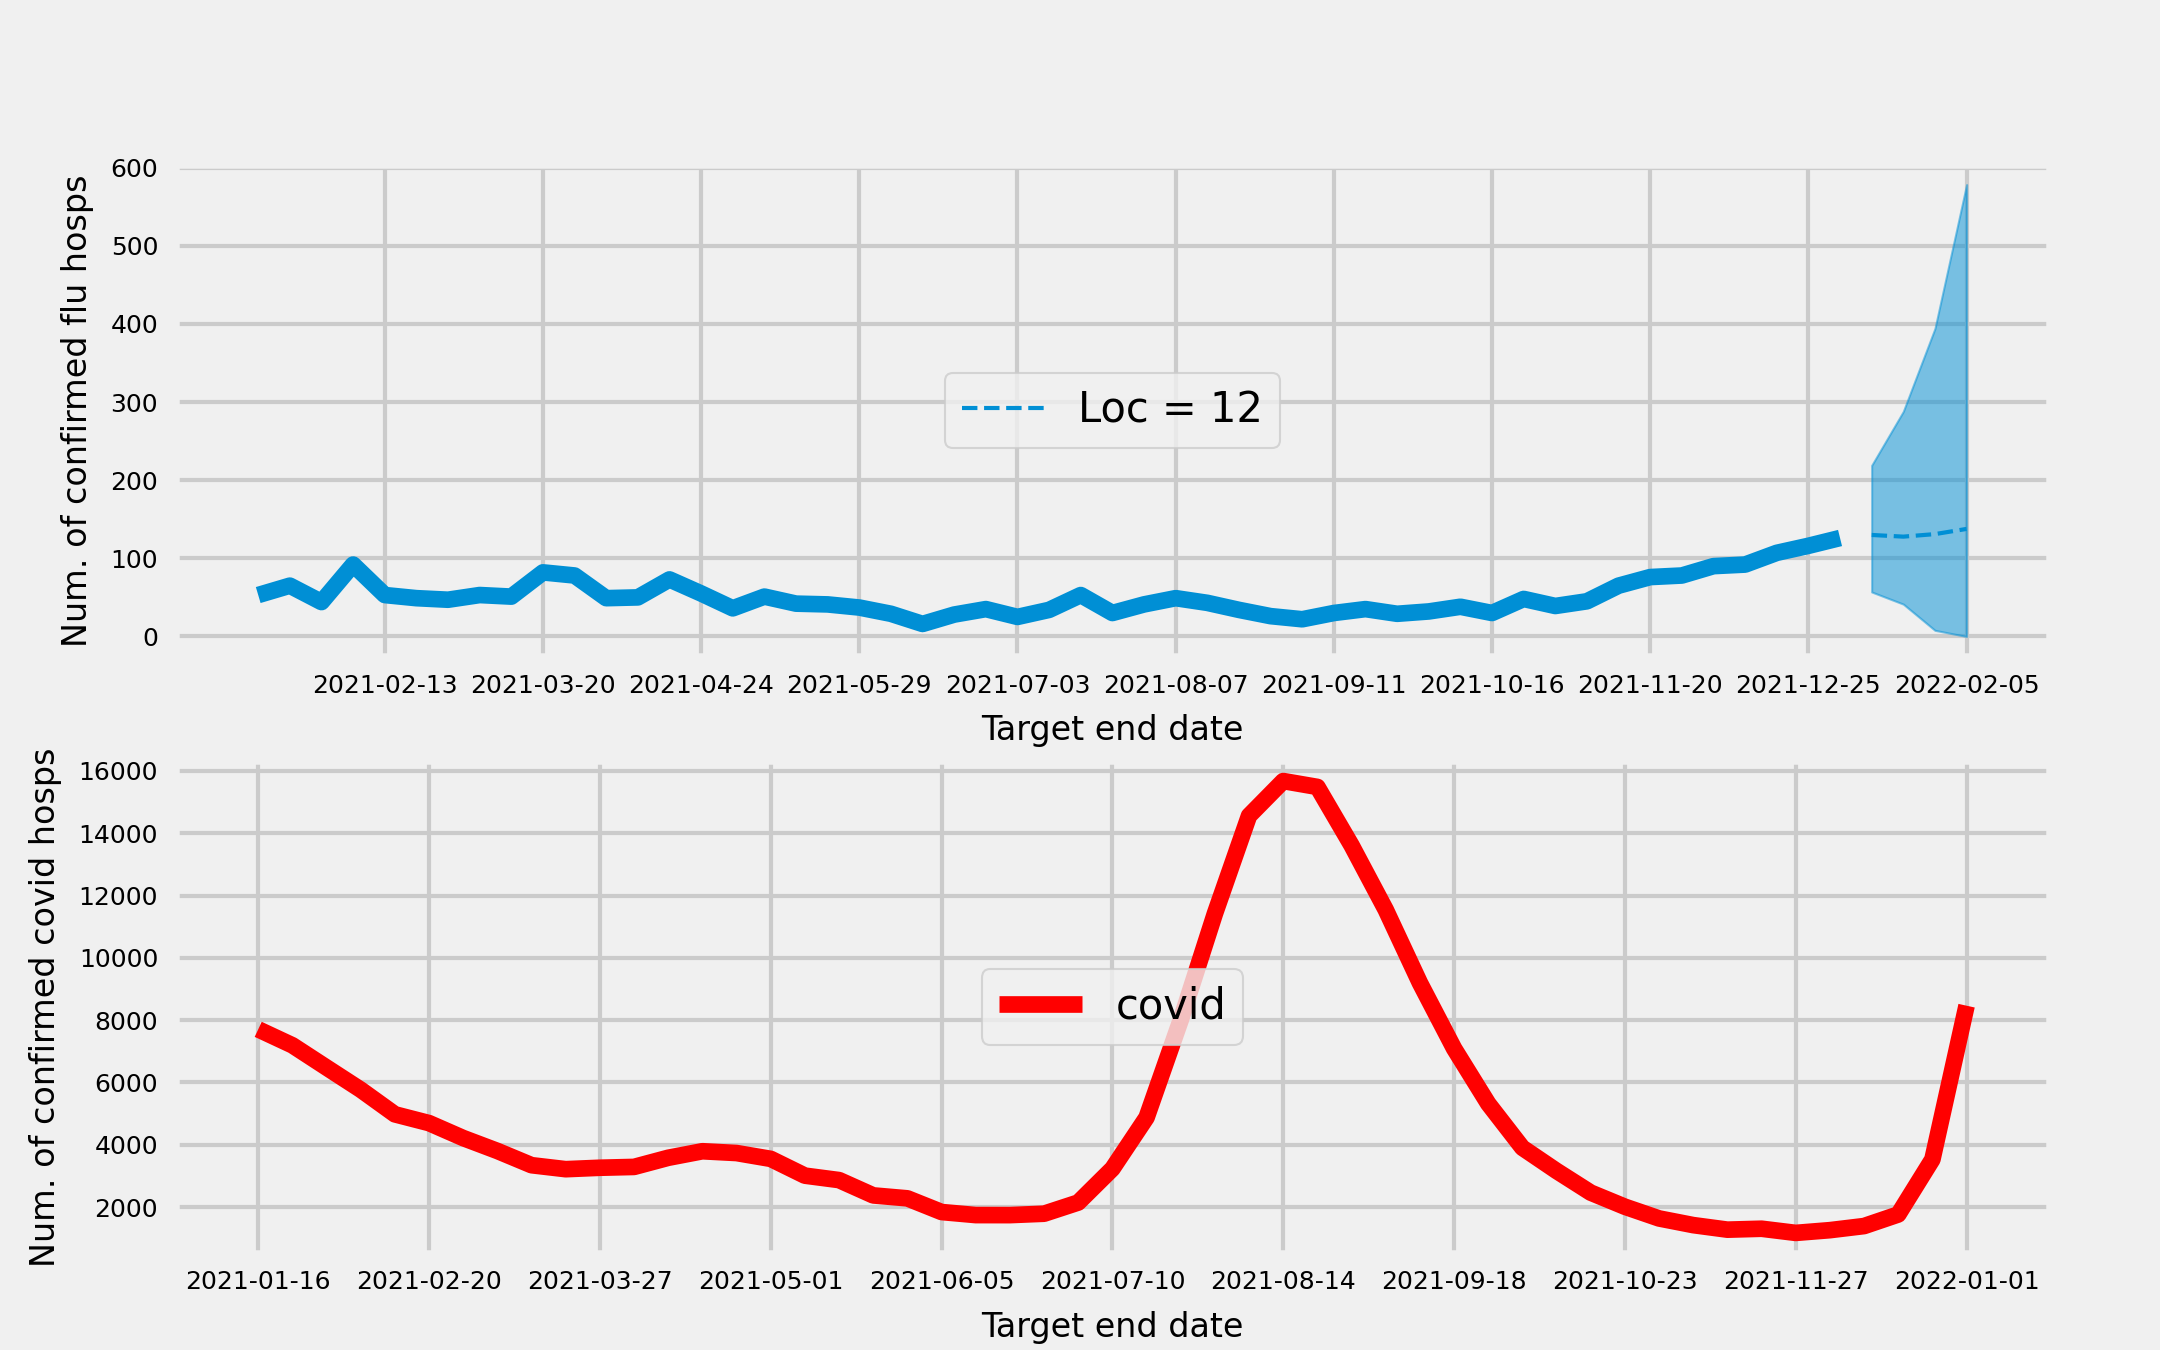 Num. of confirmed flu hosps
600
500
400
300
200
100
0
Loc = 12
2021-02-13 2021-03-20 2021-04-24 2021-05-29 2021-07-03 2021-08-07 2021-09-11 2021-10-16 2021-11-20 2021-12-25 2022-02-05
Target end date
Num. of confirmed covid hosps
16000
14000
12000
10000
8000
6000
4000
2000
covid
2021-01-16 2021-02-20 2021-03-27 2021-05-01 2021-06-05 2021-07-10 2021-08-14 2021-09-18 2021-10-23 2021-11-27 2022-01-01
Target end date